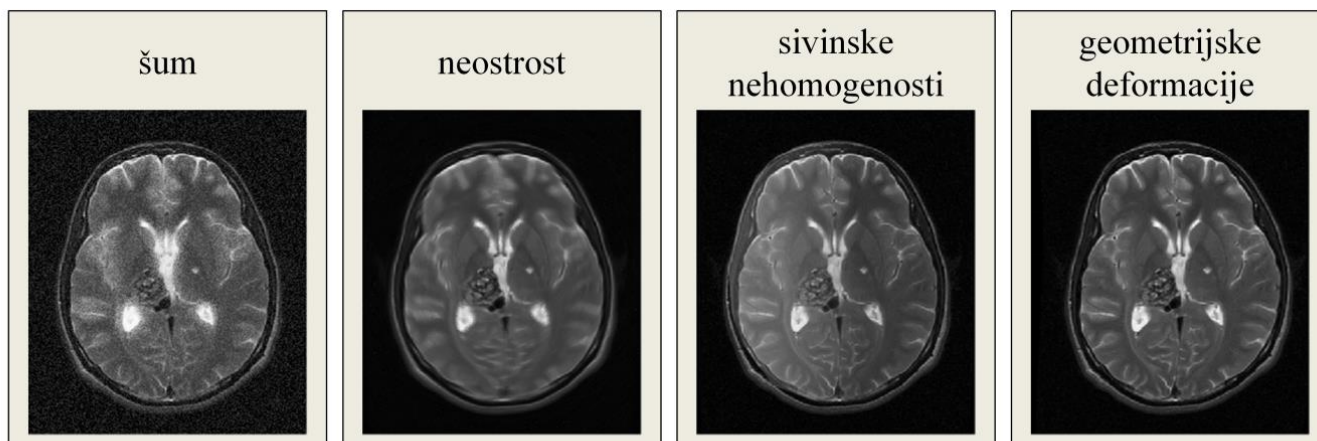 šum
neostrost
sivinske
nehomogenosti
geometrijske
deformacije